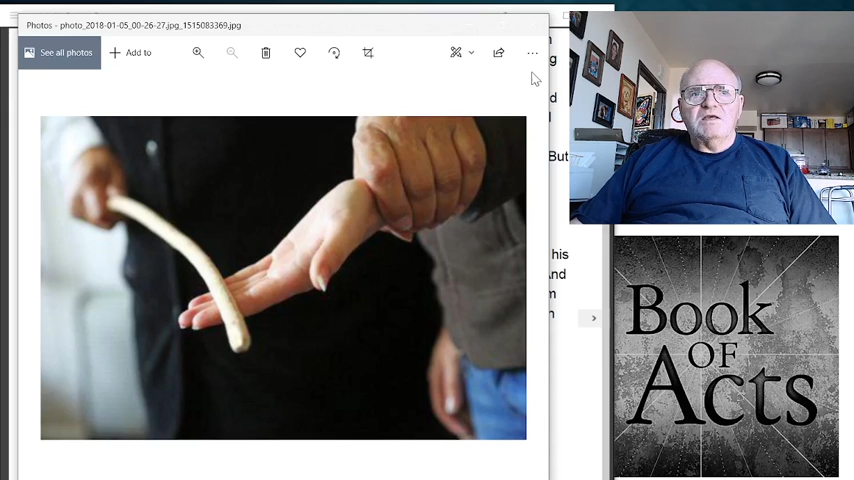 Photos - photo_2018-01-05_00-26-27.jpg_1515083369.jpg
See all photos
Add to
But
his
And
Book
OF
Acts